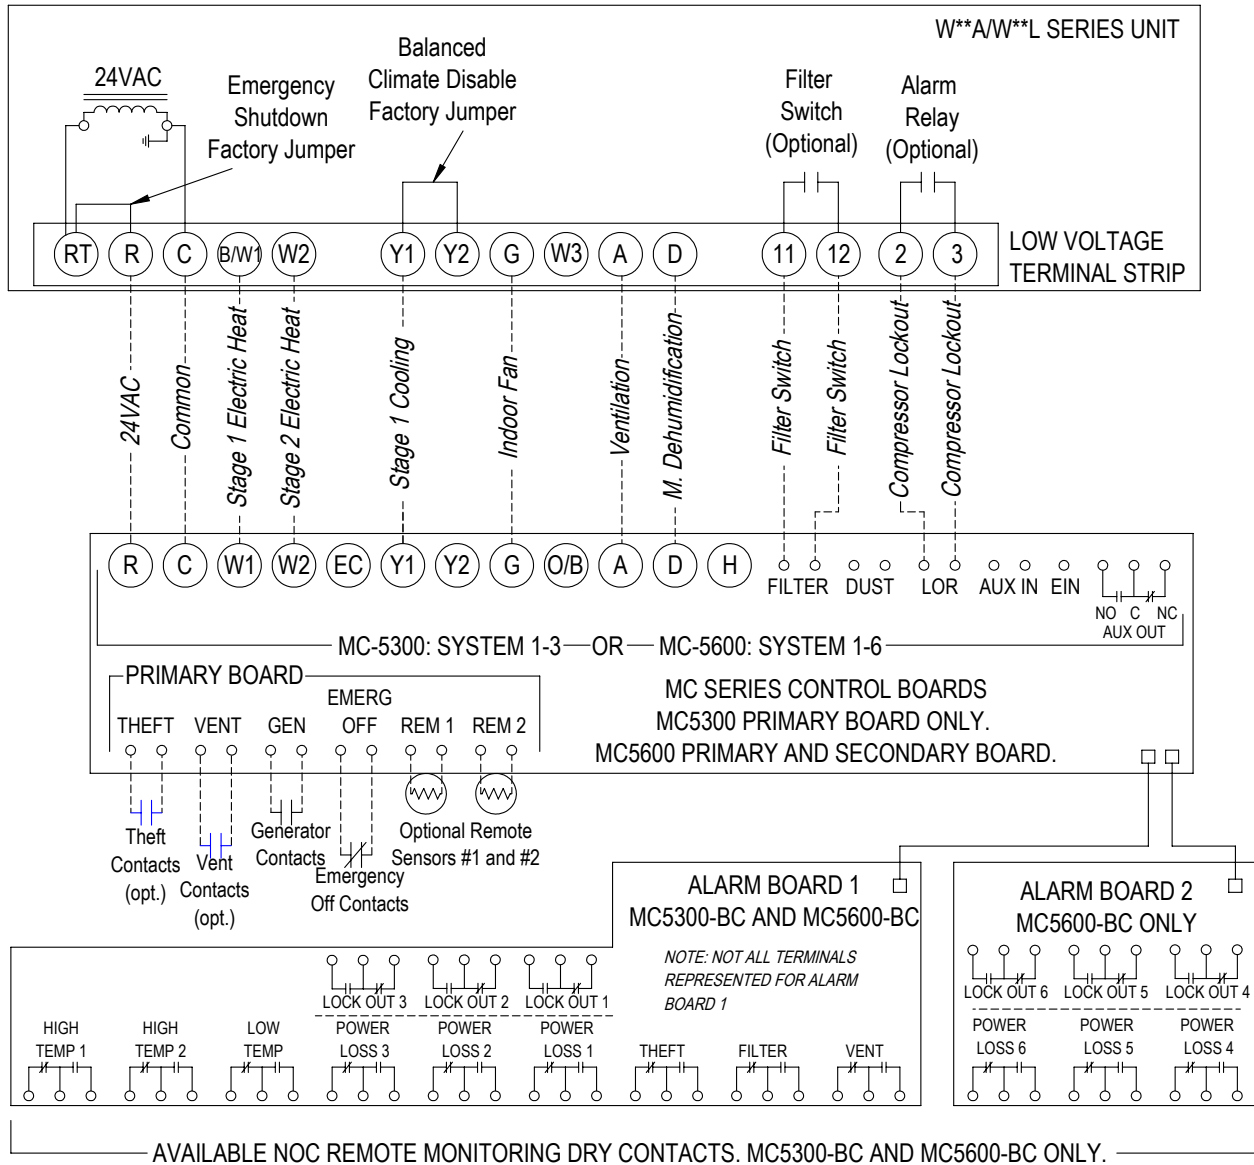 W**A/W**L SERIES UNIT
24VAC
Emergency
Shutdown
Factory Jumper
Balanced
Climate Disable
Factory Jumper
Filter
Switch
(Optional)
Alarm
Relay
(Optional)
RT R C B/W1 W2 Y1 Y2 G W3 A D 11 12 2 3
LOW VOLTAGE
TERMINAL STRIP
24VAC
Common
Stage 1 Electric Heat
Stage 2 Electric Heat
Stage 1 Cooling
Indoor Fan
Ventilation
M. Dehumidification
Filter Switch
Filter Switch
Compressor Lockout
Compressor Lockout
R C W1 W2 EC Y1 Y2 G O/B A D H
FILTER DUST LOR AUX IN EIN
NO C NC
AUX OUT
MC-5300: SYSTEM 1-3 OR MC-5600: SYSTEM 1-6
PRIMARY BOARD
THEFT VENT GEN
EMERG
OFF
REM 1 REM 2
MC SERIES CONTROL BOARDS
MC5300 PRIMARY BOARD ONLY.
MC5600 PRIMARY AND SECONDARY BOARD.
Theft
Contacts
(opt.)
Vent
Contacts
(opt.)
Generator
Contacts
Emergency
Off Contacts
Optional Remote
Sensors #1 and #2
ALARM BOARD 1
MC5300-BC AND MC5600-BC
NOTE: NOT ALL TERMINALS
REPRESENTED FOR ALARM
BOARD 1
ALARM BOARD 2
MC5600-BC ONLY
LOCK OUT 3 LOCK OUT 2 LOCK OUT 1
LOCK OUT 6 LOCK OUT 5 LOCK OUT 4
HIGH
TEMP 1
HIGH
TEMP 2
LOW
TEMP
POWER
LOSS 3
POWER
LOSS 2
POWER
LOSS 1
THEFT
FILTER
VENT
POWER
LOSS 6
POWER
LOSS 5
POWER
LOSS 4
AVAILABLE NOC REMOTE MONITORING DRY CONTACTS. MC5300-BC AND MC5600-BC ONLY.